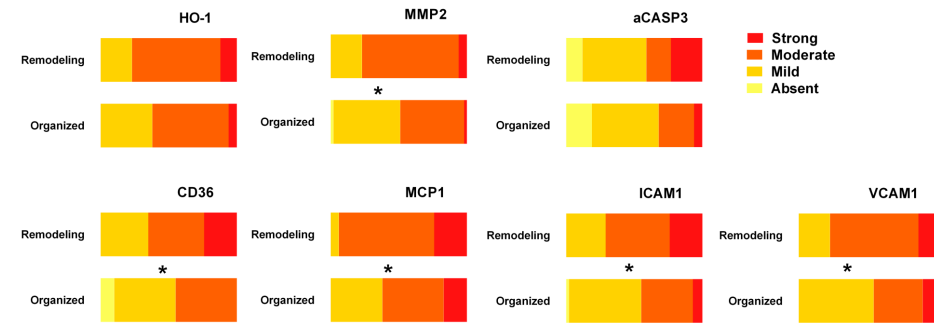 HO-1
MMP2
aCASP3
Strong
Moderate
Mild
Absent
Remodeling
Organized
Remodeling
*
Organized
Remodeling
Organized
CD36
MCP1
ICAM1
VCAM1
Remodeling
*
Organized
Remodeling
*
Organized
Remodeling
*
Organized
Remodeling
*
Organized